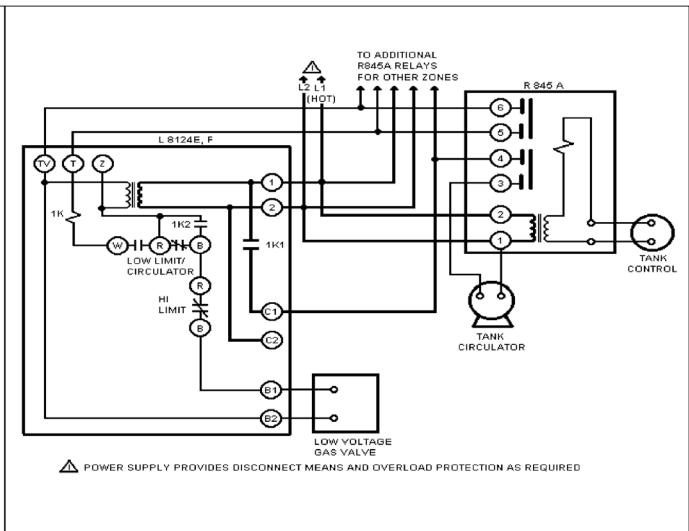 TO ADDITIONAL
R845A RELAYS
FOR OTHER ZONES
L2 L1
(HOT)
R 845 A
6
5
4
3
2
1
TANK
CONTROL
TANK
CIRCULATOR
L 8124E, F
TV T Z
1
2
1K
1K2
1K1
W R B
LOW LIMIT/
CIRCULATOR
R
HI
LIMIT
B
C1
C2
B1
B2
LOW VOLTAGE
GAS VALVE
1 POWER SUPPLY PROVIDES DISCONNECT MEANS AND OVERLOAD PROTECTION AS REQUIRED